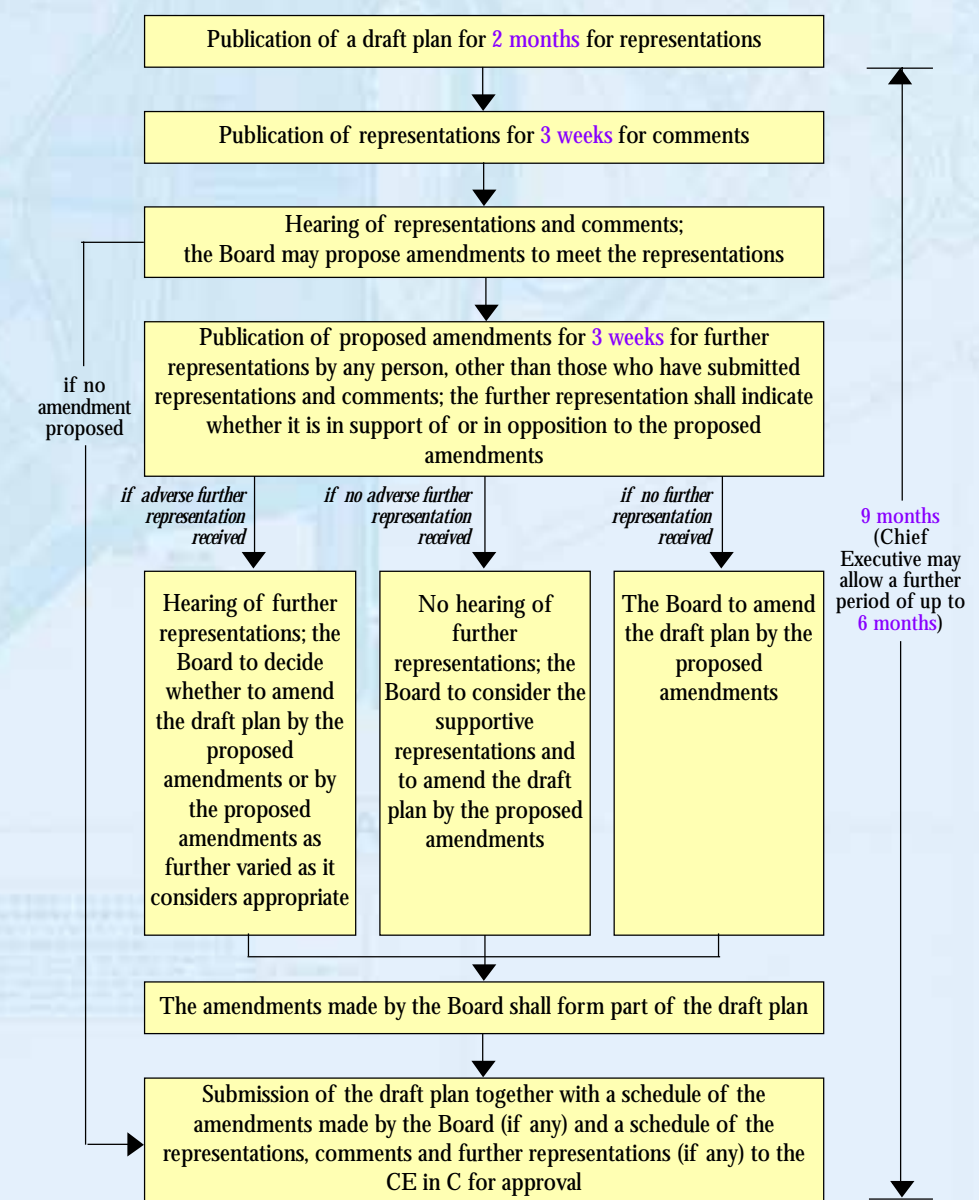 Publication of a draft plan for 2 months for representations
Publication of representations for 3 weeks for comments
Hearing of representations and comments;
the Board may propose amendments to meet the representations
if no
amendment
proposed
Publication of proposed amendments for 3 weeks for further
representations by any person, other than those who have submitted
representations and comments; the further representation shall indicate
whether it is in support of or in opposition to the proposed
amendments
if adverse further
representation
received
if no adverse further
representation
received
if no further
representation
received
Hearing of further
representations; the
Board to decide
whether to amend
the draft plan by the
proposed
amendments or by
the proposed
amendments as
further varied as it
considers appropriate
No hearing of
further
representations; the
Board to consider the
supportive
representations and
to amend the draft
plan by the proposed
amendments
The Board to amend
the draft plan by the
proposed
amendments
9 months
(Chief
Executive may
allow a further
period of up to
6 months)
The amendments made by the Board shall form part of the draft plan
Submission of the draft plan together with a schedule of the
amendments made by the Board (if any) and a schedule of the
representations, comments and further representations (if any) to the
CE in C for approval